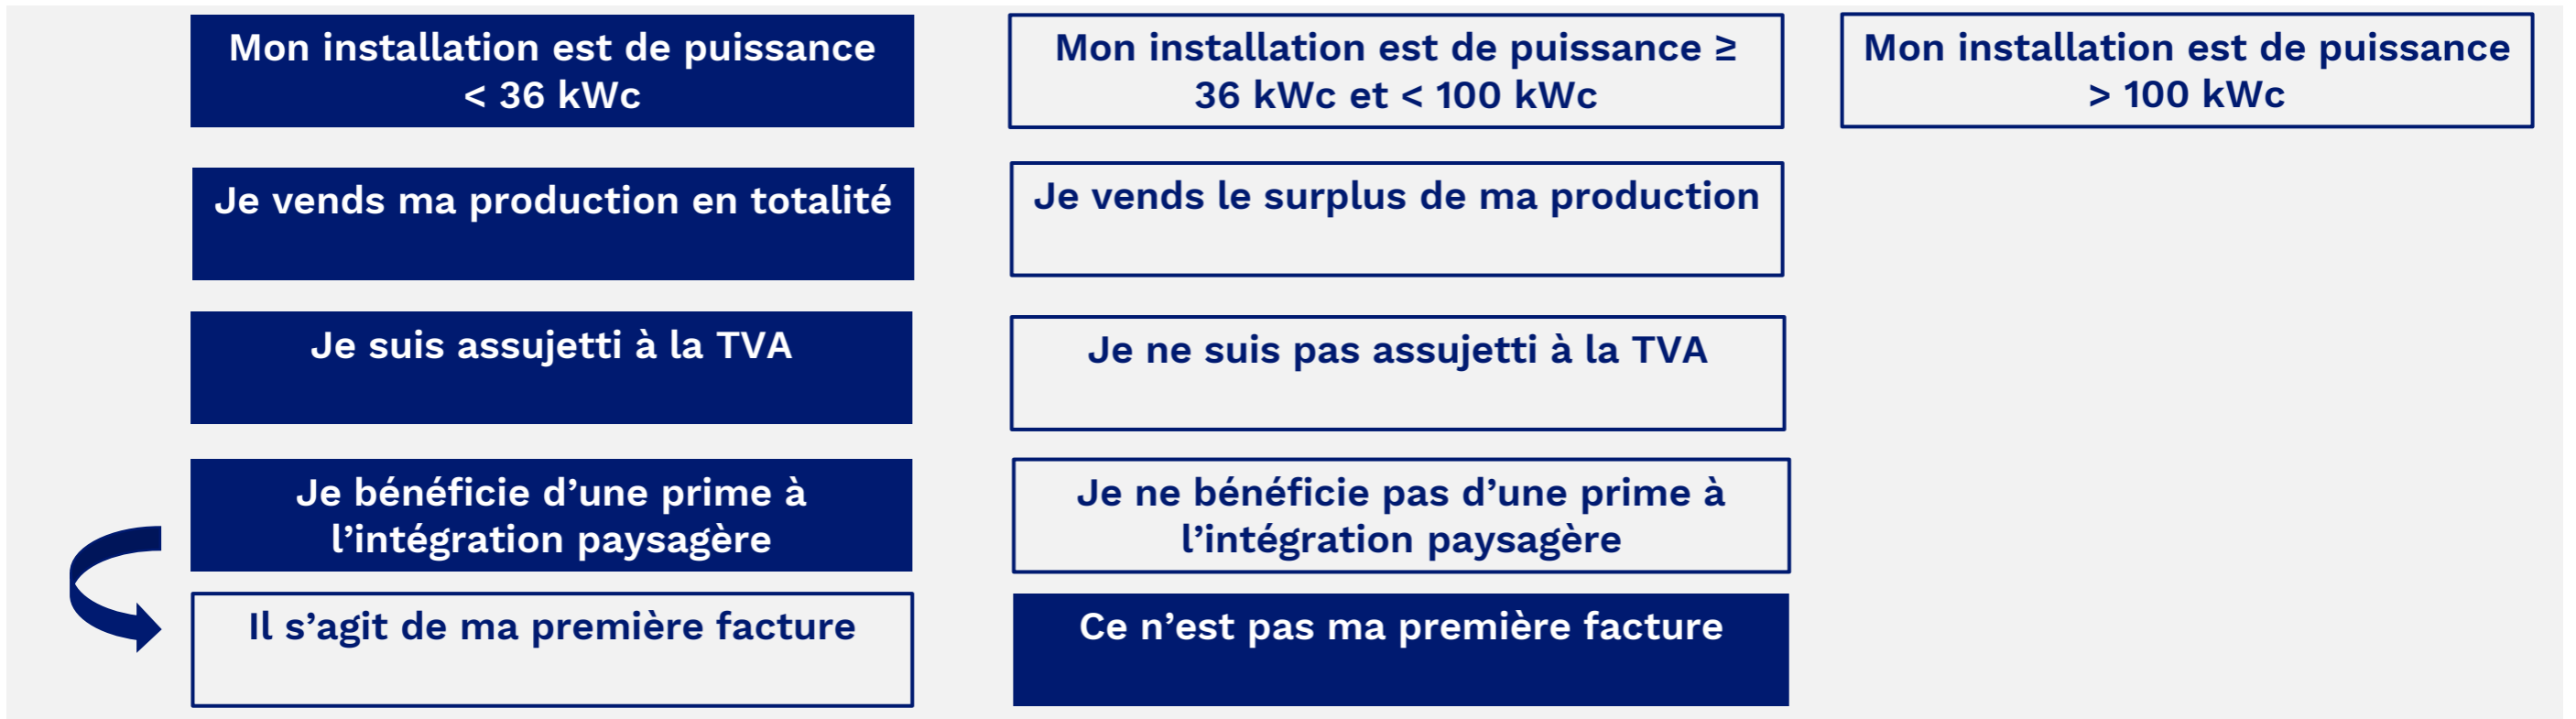 Mon installation est de puissance
< 36 kWc
Mon installation est de puissance ≥
36 kWc et < 100 kWc
Mon installation est de puissance
> 100 kWc
Je vends ma production en totalité
Je vends le surplus de ma production
Je suis assujetti à la TVA
Je ne suis pas assujetti à la TVA
Je bénéficie d’une prime à
l’intégration paysagère
Je ne bénéficie pas d’une prime à
l’intégration paysagère
Il s’agit de ma première facture
Ce n’est pas ma première facture